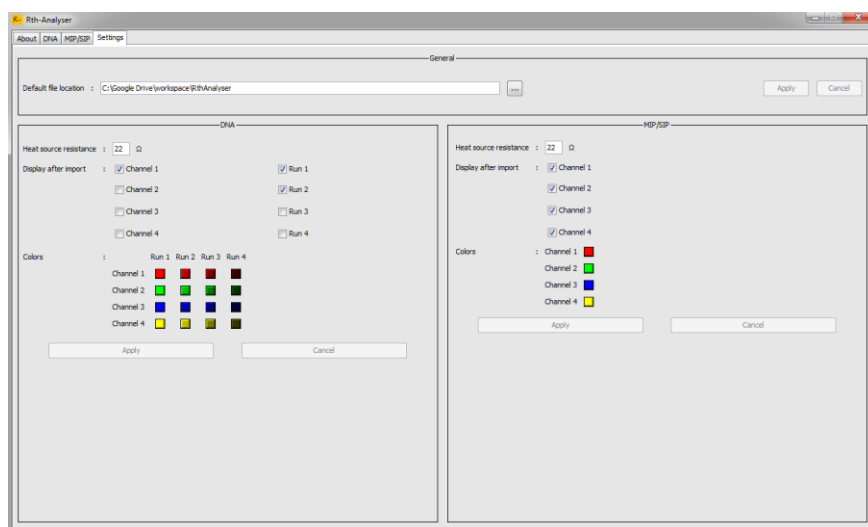 Rth-Analyser
About DNA MIP/SIP Settings
General
Default file location : C:\Google Drive\workspace\RthAnalyser ... Apply Cancel
DNA
Heat source resistance : 22 Ω
Display after import : Channel 1 Run 1
Channel 2 Run 2
Channel 3 Run 3
Channel 4 Run 4
Colors : Run 1 Run 2 Run 3 Run 4
Channel 1
Channel 2
Channel 3
Channel 4
Apply Cancel
MIP/SIP
Heat source resistance : 22 Ω
Display after import : Channel 1
Channel 2
Channel 3
Channel 4
Colors : Channel 1
Channel 2
Channel 3
Channel 4
Apply Cancel